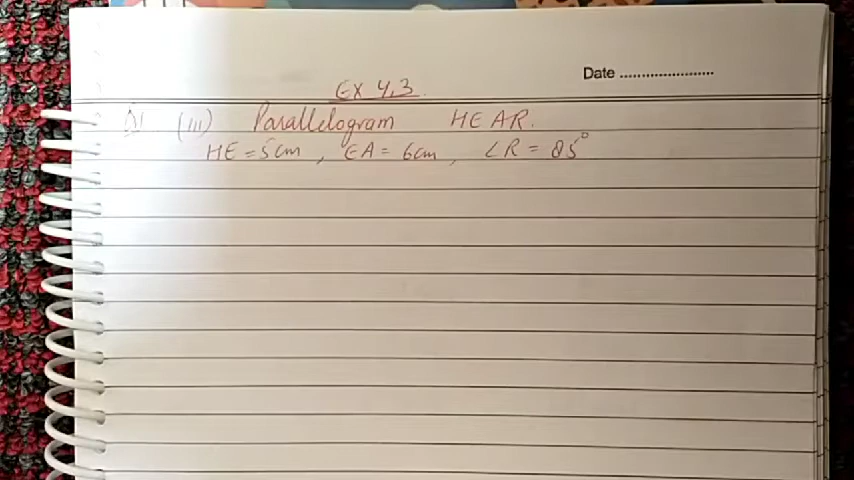 Date ........................
Ex 4.3.
Q1 (iii) Parallelogram HEAR.
HE = 5cm, EA = 6cm, ∠R = 85°